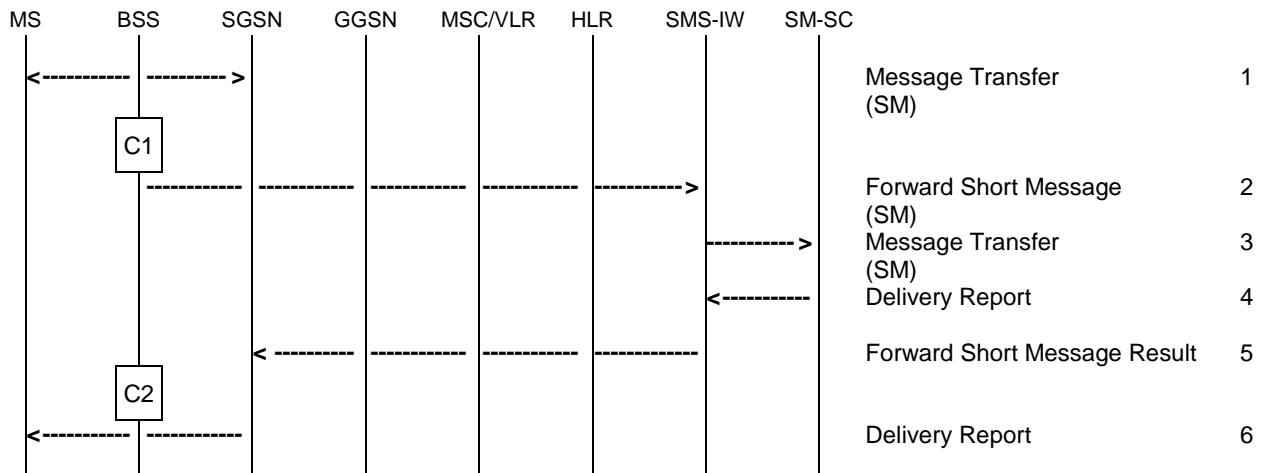 MS BSS SGSN GGSN MSC/VLR HLR SMS-IW SM-SC
Message Transfer 1
(SM)
C1
Forward Short Message 2
(SM)
Message Transfer 3
(SM)
Delivery Report 4
Forward Short Message Result 5
C2
Delivery Report 6